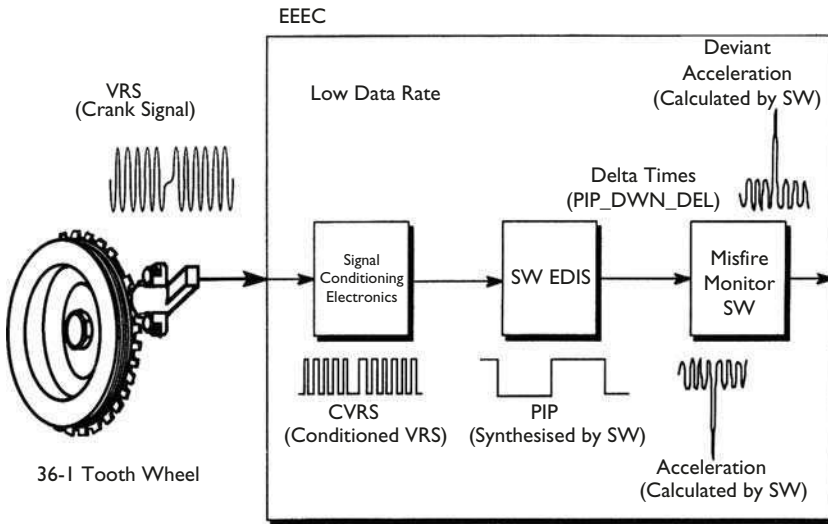 EEEC
VRS
(Crank Signal)
Low Data Rate
Deviant
Acceleration
(Calculated by SW)
Delta Times
(PIP_DWN_DEL)
Signal
Conditioning
Electronics
SW EDIS
Misfire
Monitor
SW
CVRS
(Conditioned VRS)
PIP
(Synthesised by SW)
Acceleration
(Calculated by SW)
36-1 Tooth Wheel